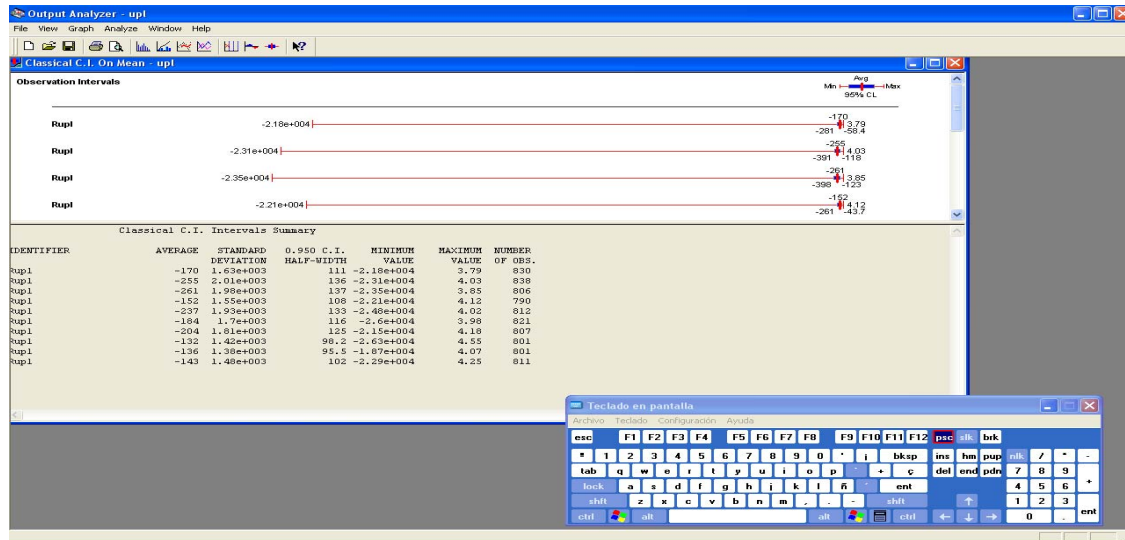 Output Analyzer - upl
File View Graph Analyze Window Help
Classical C.I. On Mean - upl
Observation Intervals
Avg
Min Max
95% CL
Rupl -2.18e+004 -170 3.79
-281 -58.4
Rupl -2.31e+004 -255 4.03
-391 -118
Rupl -2.35e+004 -261 3.85
-398 -123
Rupl -2.21e+004 -152 4.12
-261 -43.7
Classical C.I. Intervals Summary
IDENTIFIER AVERAGE STANDARD 0.950 C.I. MINIMUM MAXIMUM NUMBER
DEVIATION HALF-WIDTH VALUE VALUE OF OBS.
Rupl -170 1.63e+003 111 -2.18e+004 3.79 830
Rupl -255 2.01e+003 136 -2.31e+004 4.03 838
Rupl -261 1.98e+003 137 -2.35e+004 3.85 806
Rupl -152 1.55e+003 108 -2.21e+004 4.12 790
Rupl -237 1.93e+003 133 -2.48e+004 4.02 812
Rupl -184 1.7e+003 116 -2.6e+004 3.98 821
Rupl -204 1.81e+003 125 -2.15e+004 4.18 807
Rupl -132 1.42e+003 98.2 -2.63e+004 4.55 801
Rupl -136 1.38e+003 95.5 -1.87e+004 4.07 801
Rupl -143 1.48e+003 102 -2.29e+004 4.25 811
Teclado en pantalla
Archivo Teclado Configuración Ayuda
esc F1 F2 F3 F4 F5 F6 F7 F8 F9 F10 F11 F12 psc slk brk
º 1 2 3 4 5 6 7 8 9 0 ' ¡ bksp ins hm pup nlk / * -
tab q w e r t y u i o p ` + ç del end pdn 7 8 9 +
lock a s d f g h j k l ñ ´ ent 4 5 6
shft z x c v b n m , . - shft ↑ 1 2 3 ent
ctrl alt alt ctrl ← ↓ → 0 .